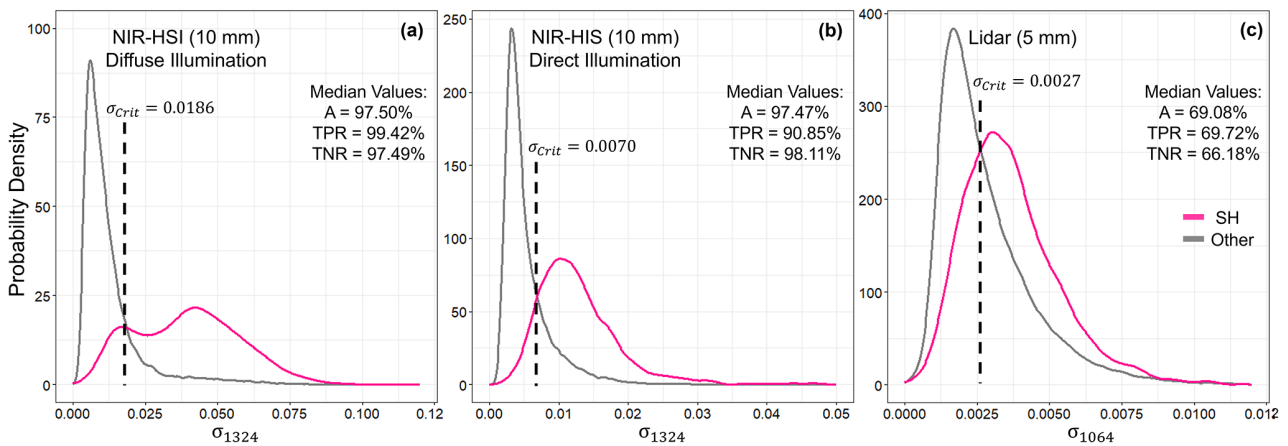 Probability Density
(a)
NIR-HSI (10 mm)
Diffuse Illumination
σCrit = 0.0186
Median Values:
A = 97.50%
TPR = 99.42%
TNR = 97.49%
100
75
50
25
0
0.000 0.025 0.050 0.075 0.100 0.12
σ1324
(b)
NIR-HIS (10 mm)
Direct Illumination
σCrit = 0.0070
Median Values:
A = 97.47%
TPR = 90.85%
TNR = 98.11%
250
200
150
100
50
0
0.00 0.01 0.02 0.03 0.04 0.05
σ1324
(c)
Lidar (5 mm)
σCrit = 0.0027
Median Values:
A = 69.08%
TPR = 69.72%
TNR = 66.18%
SH
Other
400
300
200
100
0
0.0000 0.0025 0.0050 0.0075 0.0100 0.012
σ1064